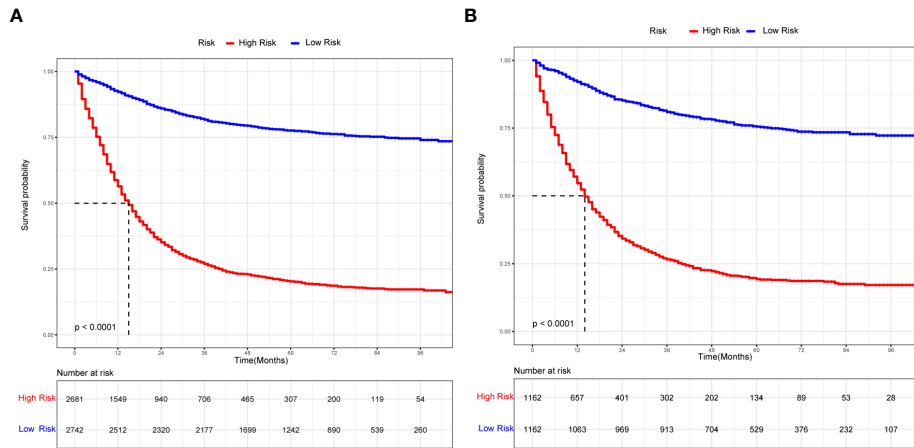 A
Risk High Risk Low Risk
1.00
0.75
0.50
0.25
0.00
Survival probability
p < 0.0001
0 12 24 36 48 60 72 84 96
Time(Months)
Number at risk
High Risk 2681 1549 940 706 465 307 200 119 54
Low Risk 2742 2512 2320 2177 1699 1242 890 539 260
B
Risk High Risk Low Risk
1.00
0.75
0.50
0.25
0.00
Survival probability
p < 0.0001
0 12 24 36 48 60 72 84 96
Time(Months)
Number at risk
High Risk 1162 657 401 302 202 134 89 53 28
Low Risk 1162 1063 969 913 704 529 376 232 107